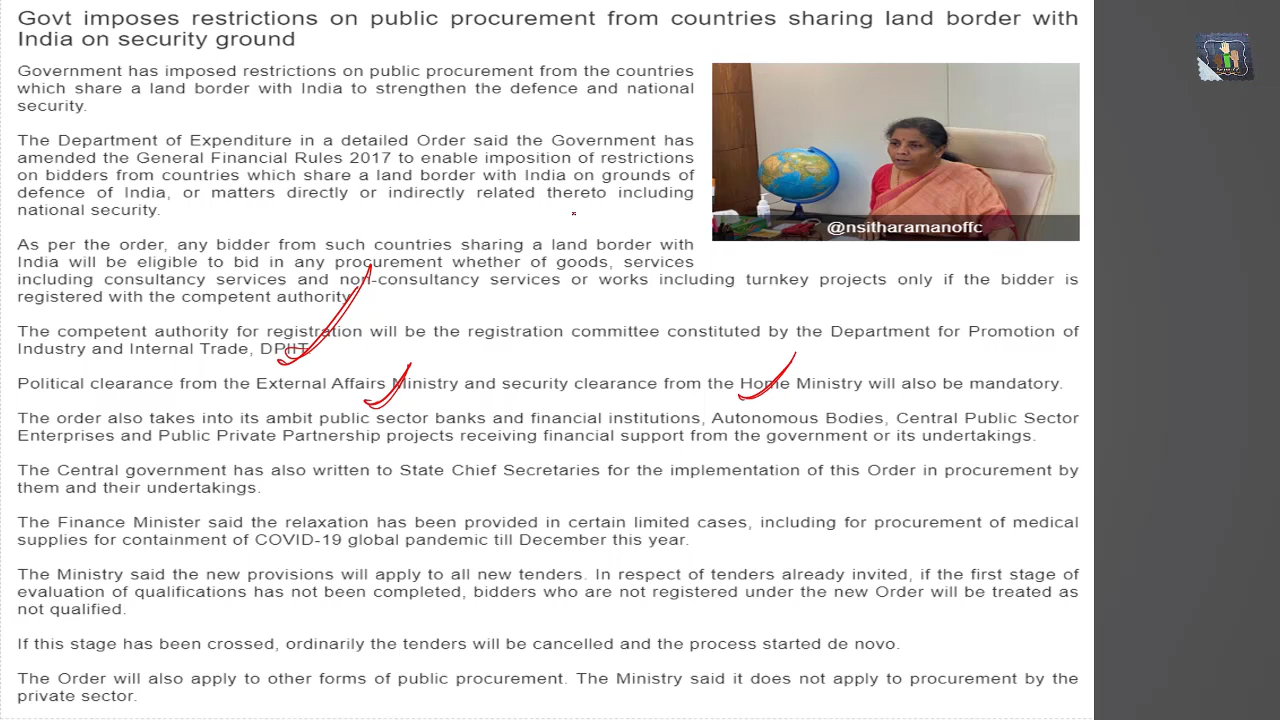 Govt imposes restrictions on public procurement from countries sharing land border with
India on security ground
Government has imposed restrictions on public procurement from the countries
which share a land border with India to strengthen the defence and national
security.
The Department of Expenditure in a detailed Order said the Government has
amended the General Financial Rules 2017 to enable imposition of restrictions
on bidders from countries which share a land border with India on grounds of
defence of India, or matters directly or indirectly related thereto including
national security.
@nsitharamanoffc
As per the order, any bidder from such countries sharing a land border with
India will be eligible to bid in any procurement whether of goods, services
including consultancy services and non-consultancy services or works including turnkey projects only if the bidder is
registered with the competent authority.
The competent authority for registration will be the registration committee constituted by the Department for Promotion of
Industry and Internal Trade, DPIIT.
Political clearance from the External Affairs Ministry and security clearance from the Home Ministry will also be mandatory.
The order also takes into its ambit public sector banks and financial institutions, Autonomous Bodies, Central Public Sector
Enterprises and Public Private Partnership projects receiving financial support from the government or its undertakings.
The Central government has also written to State Chief Secretaries for the implementation of this Order in procurement by
them and their undertakings.
The Finance Minister said the relaxation has been provided in certain limited cases, including for procurement of medical
supplies for containment of COVID-19 global pandemic till December this year.
The Ministry said the new provisions will apply to all new tenders. In respect of tenders already invited, if the first stage of
evaluation of qualifications has not been completed, bidders who are not registered under the new Order will be treated as
not qualified.
If this stage has been crossed, ordinarily the tenders will be cancelled and the process started de novo.
The Order will also apply to other forms of public procurement. The Ministry said it does not apply to procurement by the
private sector.